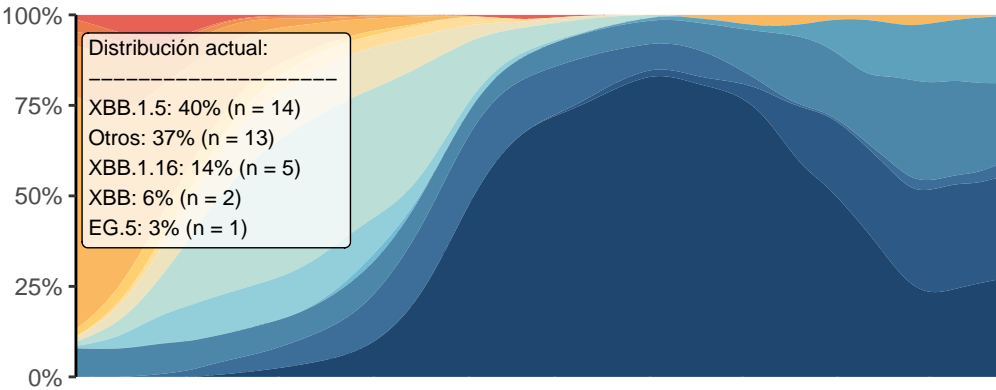 100%
Distribución actual:
--------------------
XBB.1.5: 40% (n = 14)
Otros: 37% (n = 13)
XBB.1.16: 14% (n = 5)
XBB: 6% (n = 2)
EG.5: 3% (n = 1)
75%
50%
25%
0%